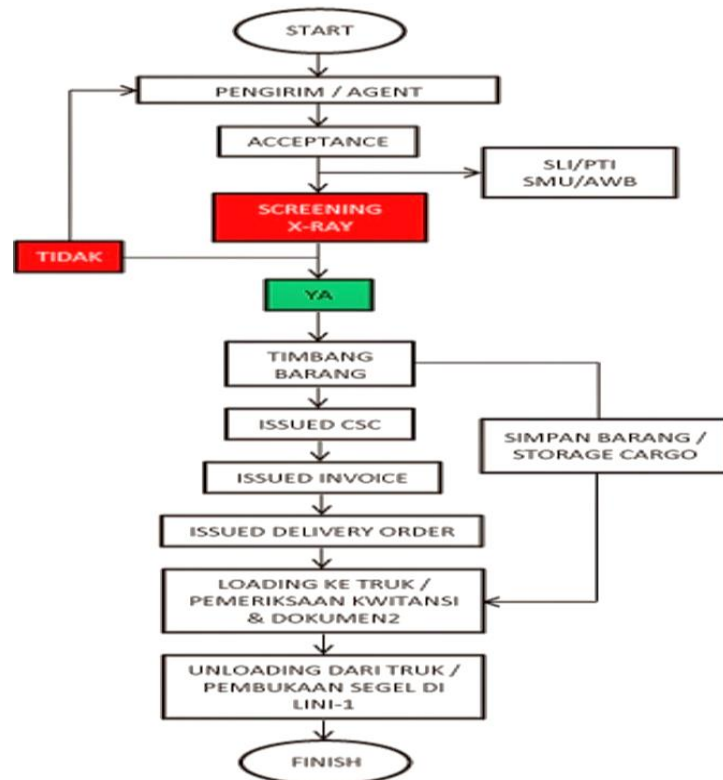 START
PENGIRIM / AGENT
ACCEPTANCE
SLI/PTI
SMU/AWB
SCREENING
X-RAY
TIDAK
YA
TIMBANG
BARANG
ISSUED CSC
SIMPAN BARANG /
STORAGE CARGO
ISSUED INVOICE
ISSUED DELIVERY ORDER
LOADING KE TRUK /
PEMERIKSAAN KWITANSI
& DOKUMEN2
UNLOADING DARI TRUK /
PEMBUKAAN SEGEL DI
LINI-1
FINISH